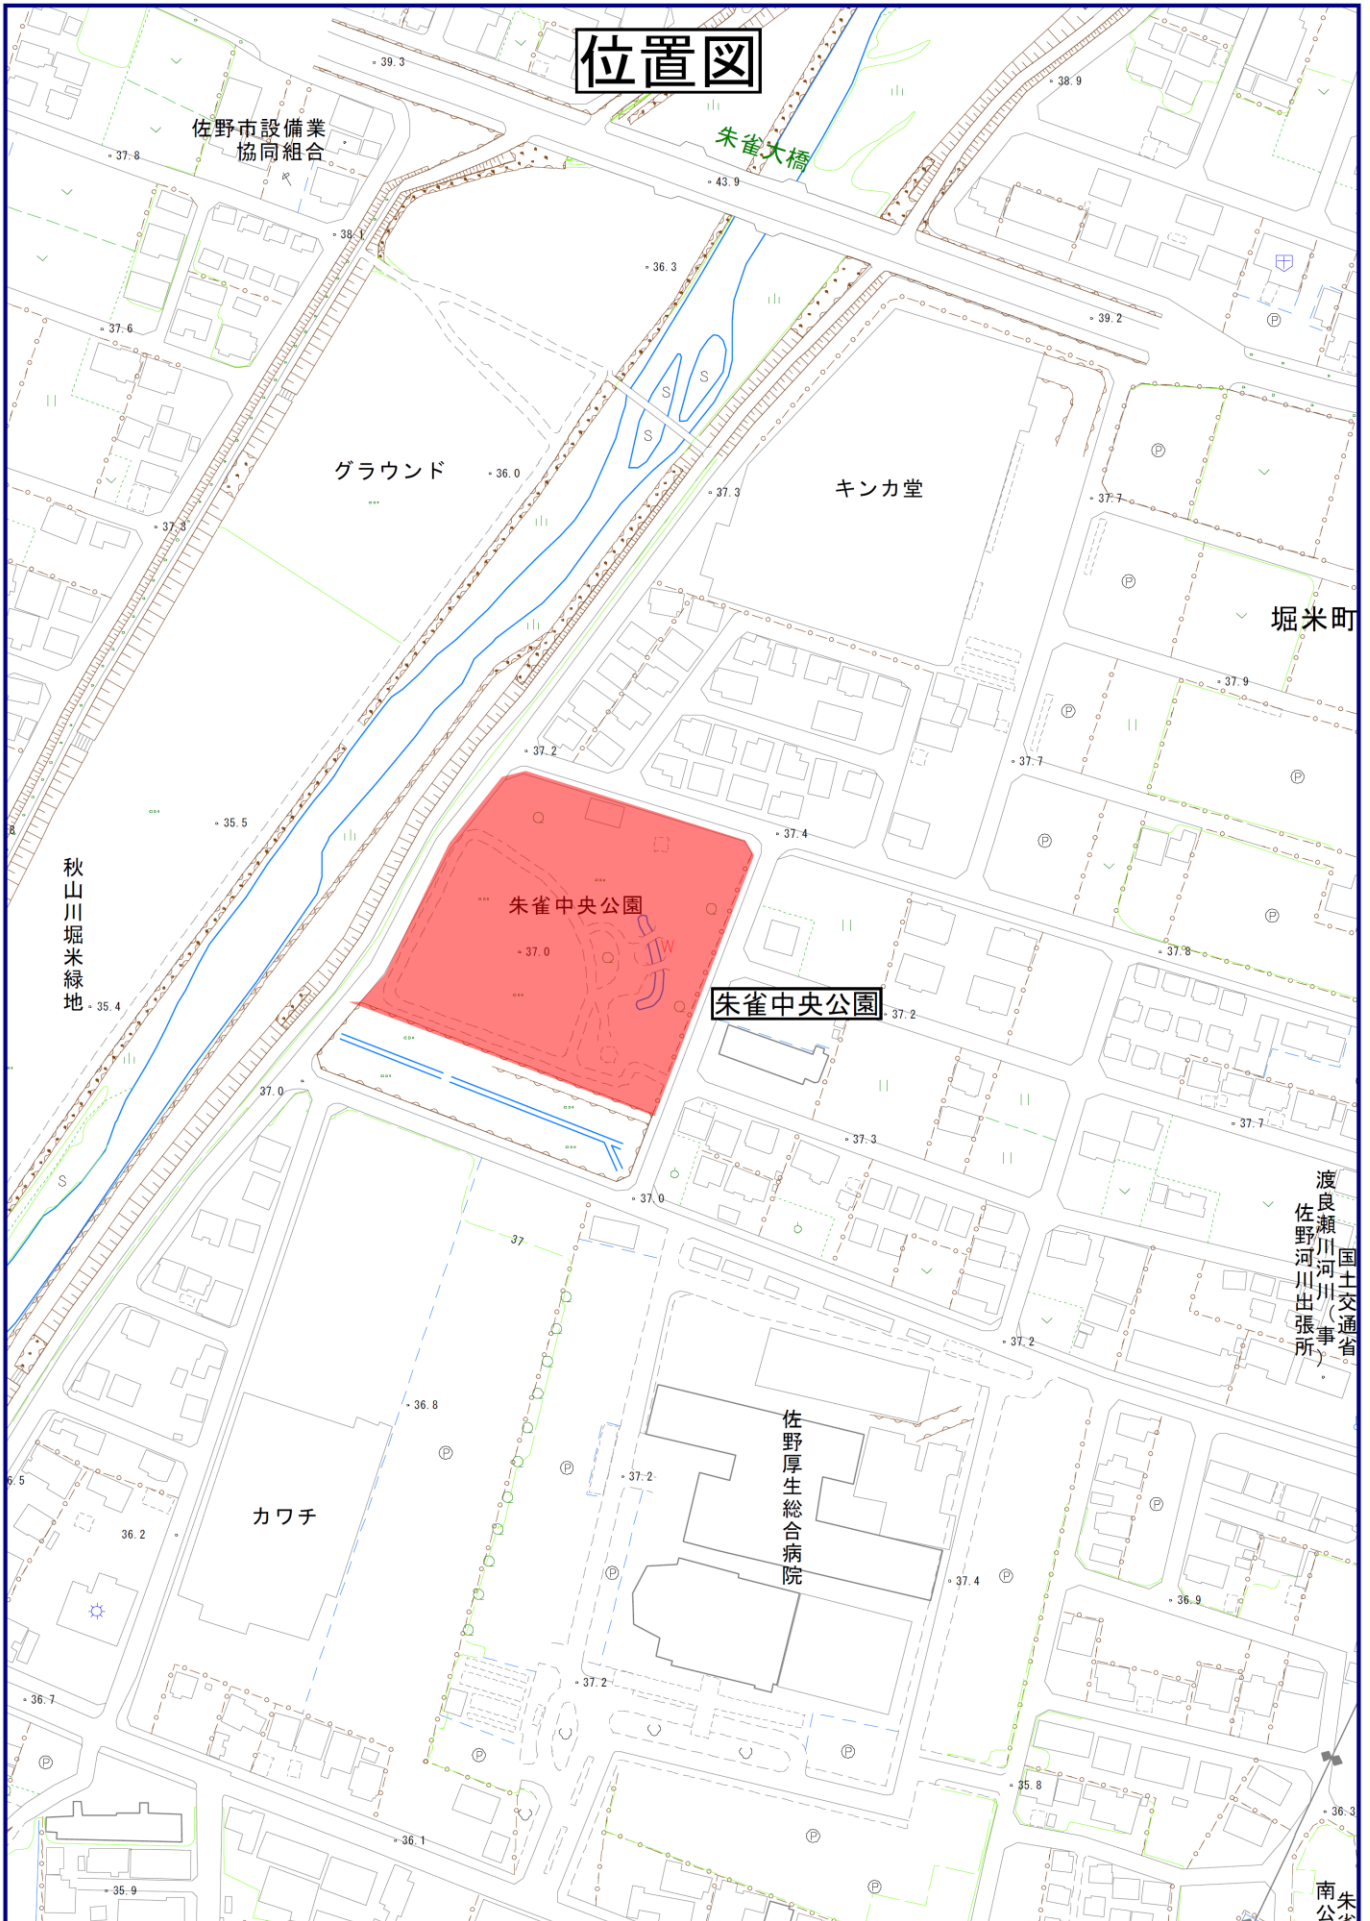 位置図
39.3
38.9
佐野市設備業
協同組合
37.8
朱雀大橋
43.9
38.1
36.3
39.2
37.6
グラウンド
36.0
キンカ堂
37.3
37.7
37.3
堀米町
37.9
37.2
37.7
35.5
37.4
秋山川堀米緑地
朱雀中央公園
37.0
W
37.8
35.4
朱雀中央公園
37.2
37.0
37.7
37.3
37.0
37
国土交通省
渡良瀬川河川(事)
佐野河川出張所
37.2
36.8
佐野厚生総合病院
37.2
6.5
カワチ
36.2
37.4
36.9
36.7
37.2
35.8
36.3
36.1
35.9
朱雀
南公